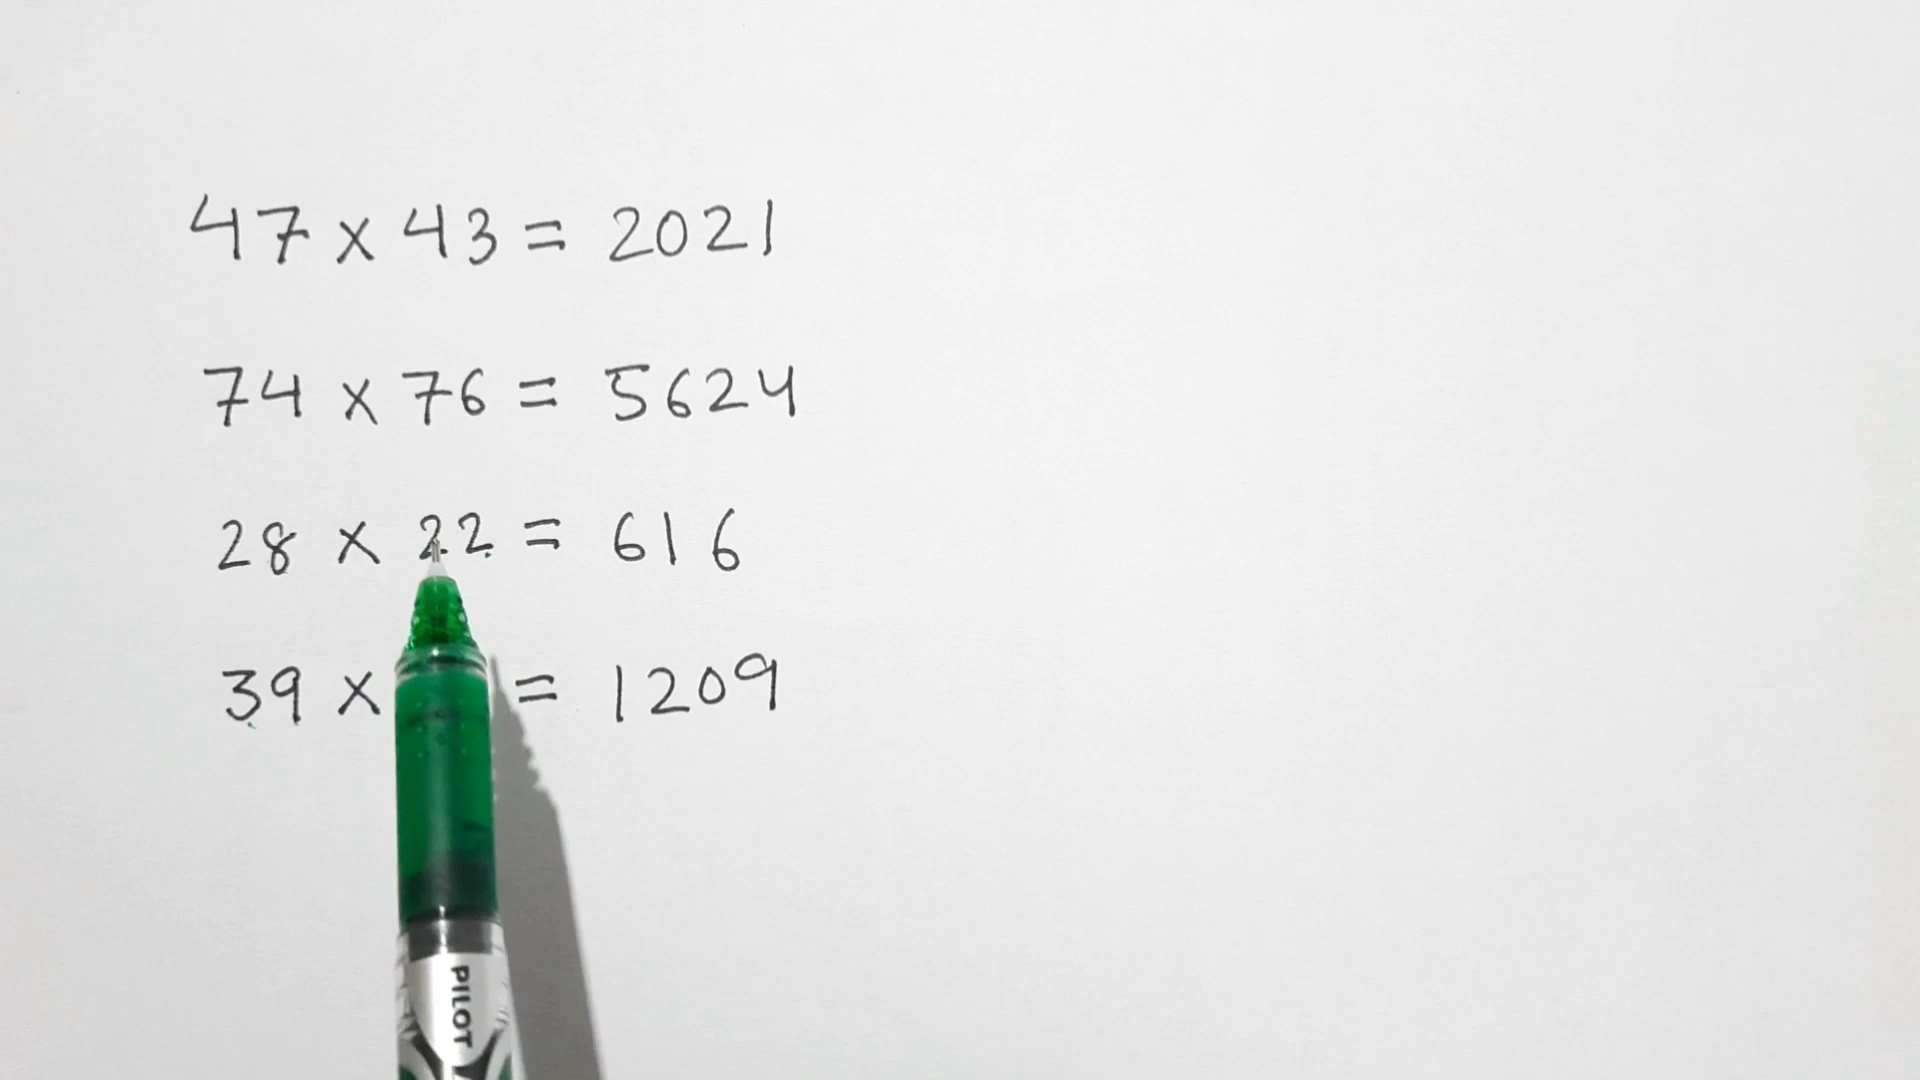 47 x 43 = 2021
74 x 76 = 5624
28 x 22 = 616
39 x = 1209
PILOT